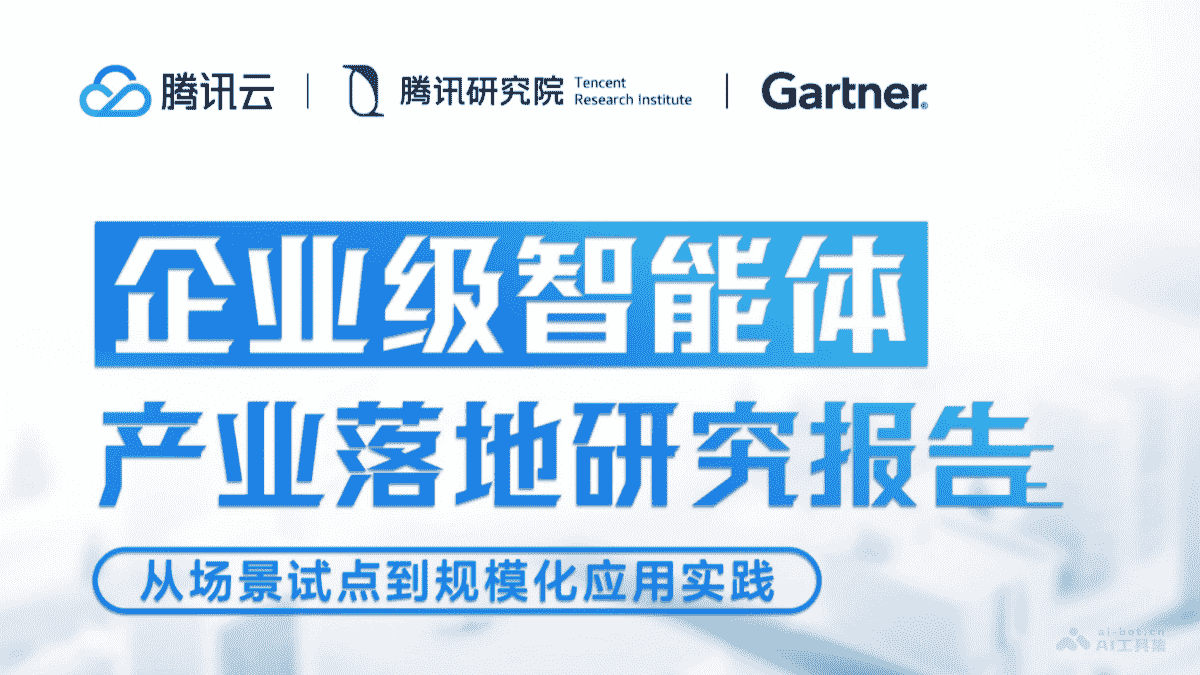 腾讯云 | 腾讯研究院 Tencent Research Institute | Gartner®
企业级智能体
产业落地研究报告
从场景试点到规模化应用实践
ai-bot.cn
AI工具集